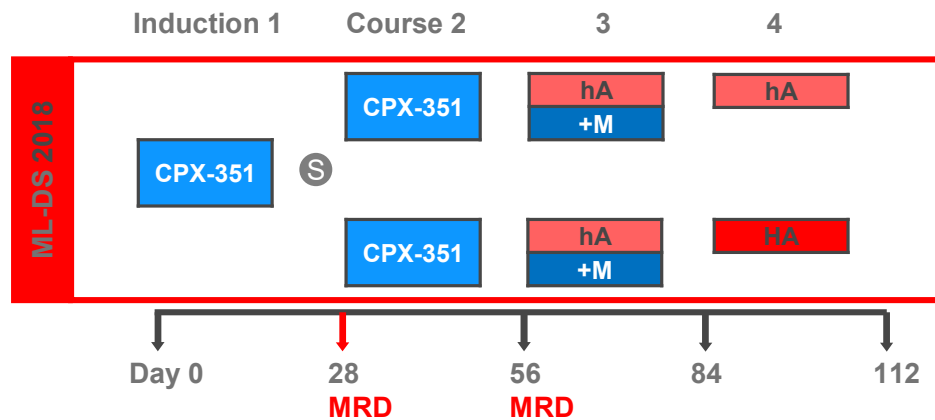 Induction 1 Course 2 3 4
ML-DS 2018
CPX-351
S
CPX-351
hA
+M
hA
CPX-351
hA
+M
HA
Day 0 28 56 84 112
MRD MRD